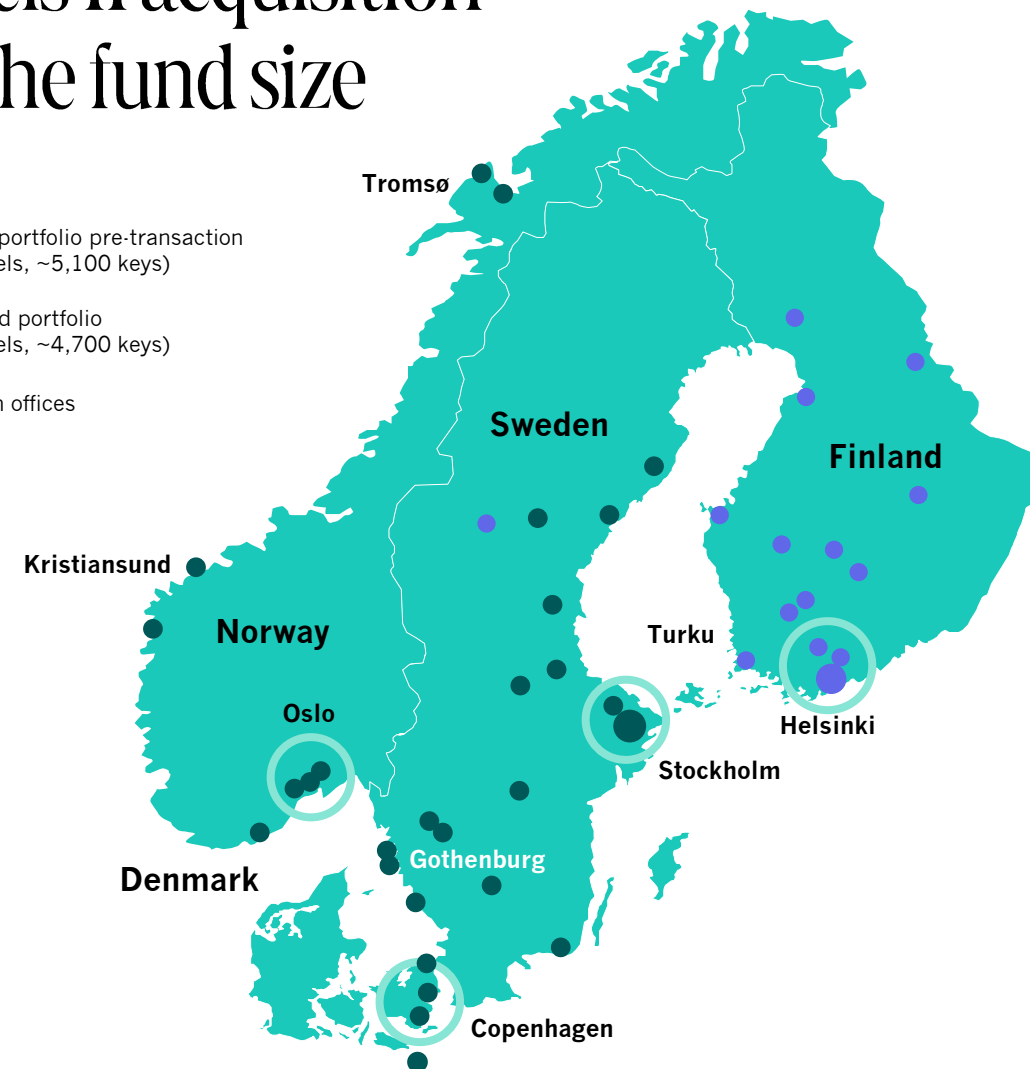 he fund size
portfolio pre-transaction
els, ~5,100 keys)
d portfolio
els, ~4,700 keys)
n offices
Tromsø
Sweden
Finland
Kristiansund
Norway
Turku
Oslo
Helsinki
Stockholm
Gothenburg
Denmark
Copenhagen